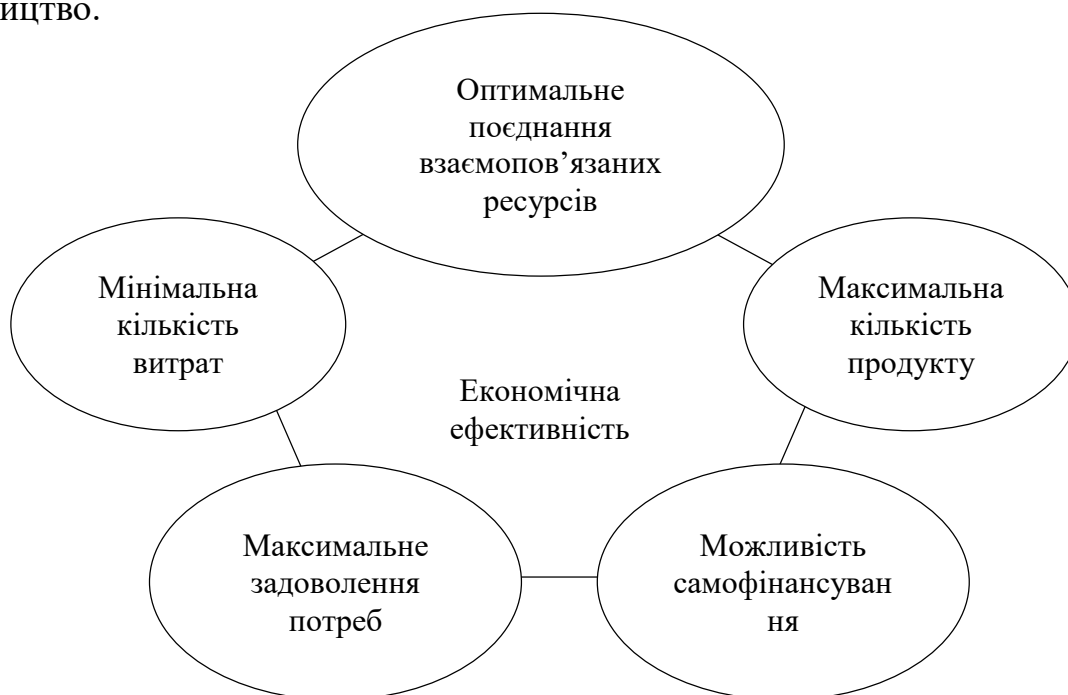 ицтво.
Оптимальне
поєднання
взаємопов’язаних
ресурсів
Мінімальна
кількість
витрат
Максимальна
кількість
продукту
Економічна
ефективність
Максимальне
задоволення
потреб
Можливість
самофінансуван
ня